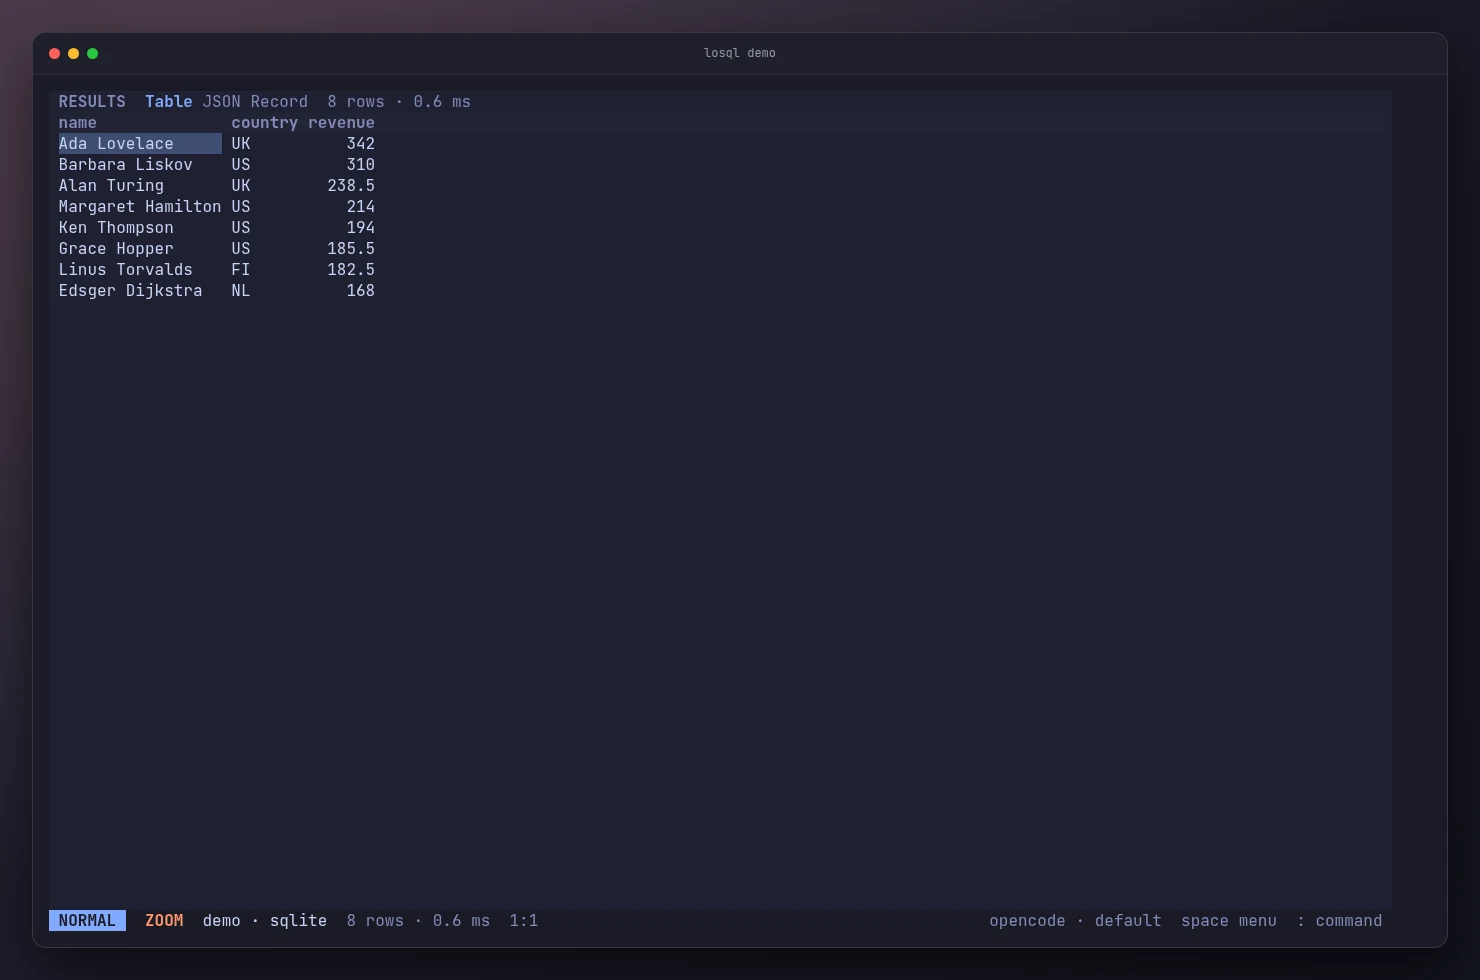 losql demo
RESULTS Table JSON Record 8 rows · 0.6 ms
name country revenue
Ada Lovelace UK 342
Barbara Liskov US 310
Alan Turing UK 238.5
Margaret Hamilton US 214
Ken Thompson US 194
Grace Hopper US 185.5
Linus Torvalds FI 182.5
Edsger Dijkstra NL 168
NORMAL ZOOM demo · sqlite 8 rows · 0.6 ms 1:1 opencode · default space menu : command